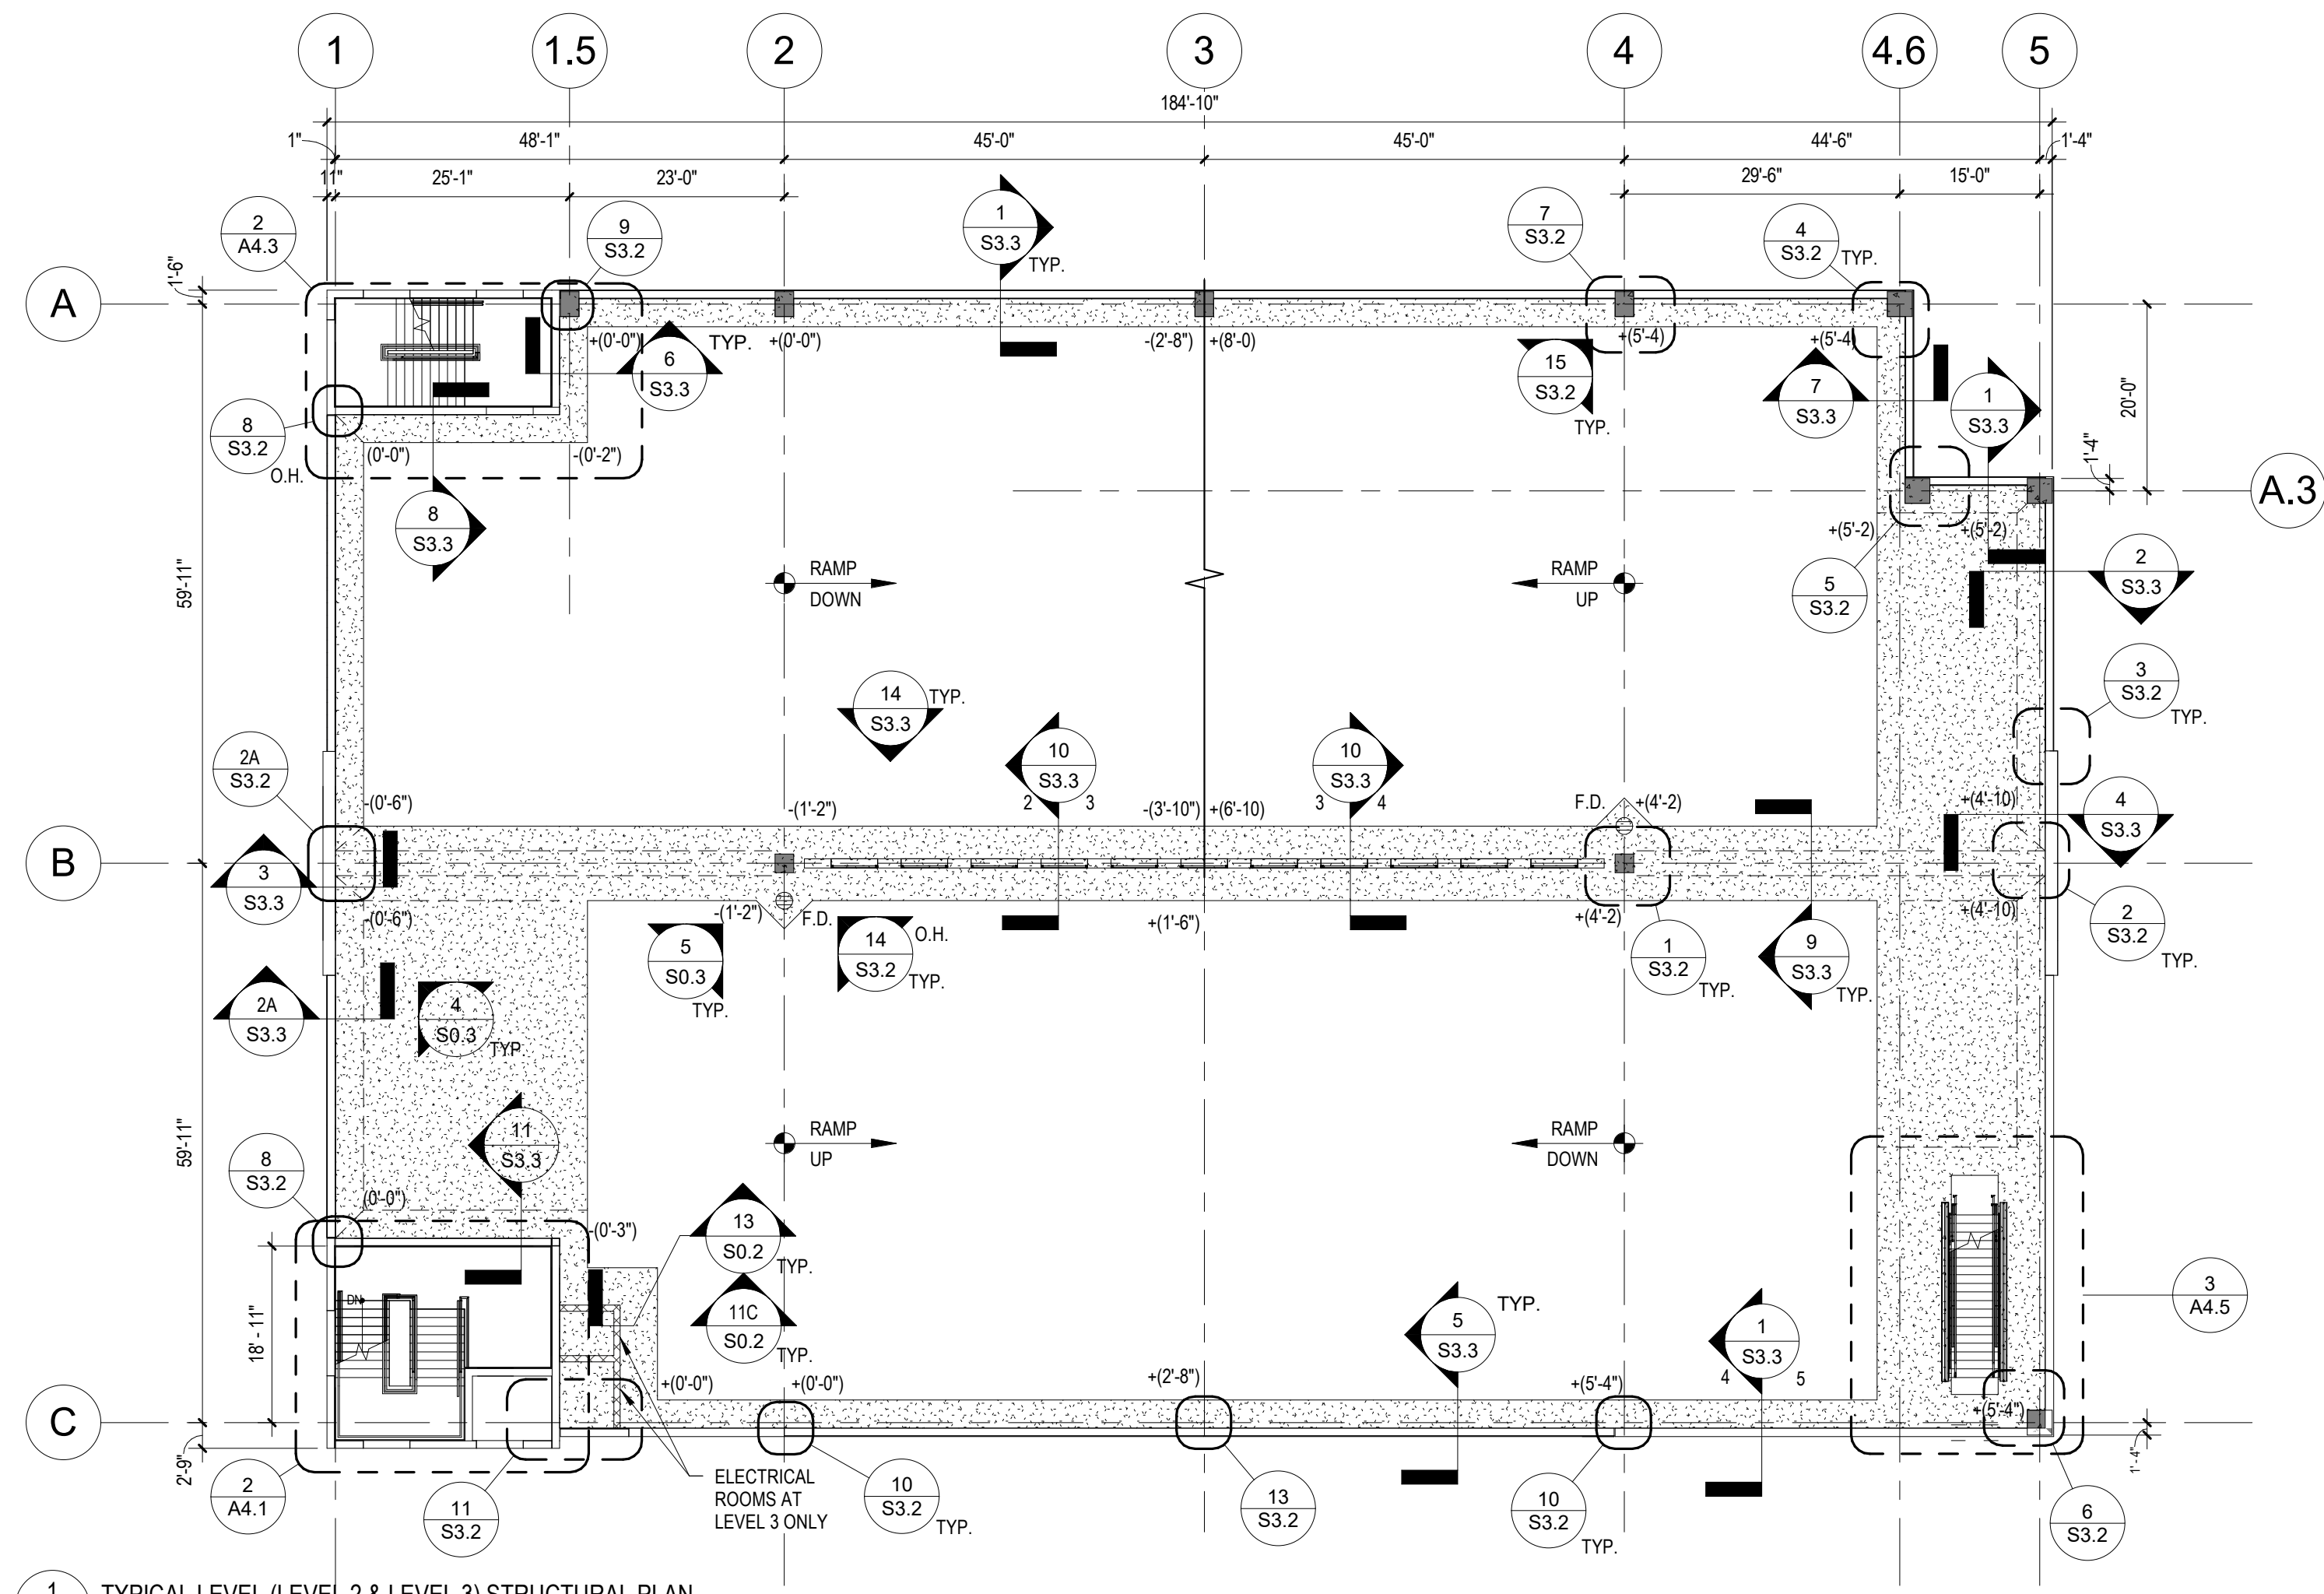 1 1.5 2 3 4 4.6 5
184'-10"
1" 48'-1" 45'-0" 45'-0" 44'-6" 1'-4"
11" 25'-1" 23'-0" 29'-6" 15'-0"
2
A4.3
9
S3.2
1
S3.3
TYP.
7
S3.2
4
S3.2
TYP.
1'-6"
A
+(0'-0")
TYP.
+(0'-0")
-(2'-8")
+(8'-0)
+(5'-4)
+(5'-4)
6
S3.3
15
S3.2
TYP.
7
S3.3
1
S3.3
20'-0"
1'-4"
8
S3.2
O.H.
(0'-0")
-(0'-2")
8
S3.3
A.3
+(5'-2)
+(5'-2)
5
S3.2
2
S3.3
59'-11"
RAMP
DOWN
RAMP
UP
3
S3.2
TYP.
14
S3.3
TYP.
10
S3.3
2 3
10
S3.3
3 4
2A
S3.2
-(0'-6")
-(1'-2")
-(3'-10")
+(6'-10)
F.D.
+(4'-2)
+(4'-10)
4
S3.3
B
3
S3.3
-(0'-6")
-(1'-2")
F.D.
+(1'-6")
+(4'-2)
+(4'-10)
2
S3.2
TYP.
5
S0.3
TYP.
14
S3.2
O.H.
TYP.
1
S3.2
TYP.
9
S3.3
TYP.
2A
S3.3
4
S0.3
TYP.
59'-11"
11
S3.3
RAMP
UP
RAMP
DOWN
8
S3.2
(0'-0")
-(0'-3")
13
S0.2
TYP.
11C
S0.2
TYP.
18' - 11"
DN
5
S3.3
TYP.
1
S3.3
4 5
3
A4.5
+(0'-0")
+(0'-0")
+(2'-8")
+(5'-4")
+(5'-4")
C
2'-9"
1'- 4"
2
A4.1
11
S3.2
ELECTRICAL
ROOMS AT
LEVEL 3 ONLY
10
S3.2
TYP.
13
S3.2
10
S3.2
TYP.
6
S3.2
1
TYPICAL LEVEL (LEVEL 2 & LEVEL 3) STRUCTURAL PLAN